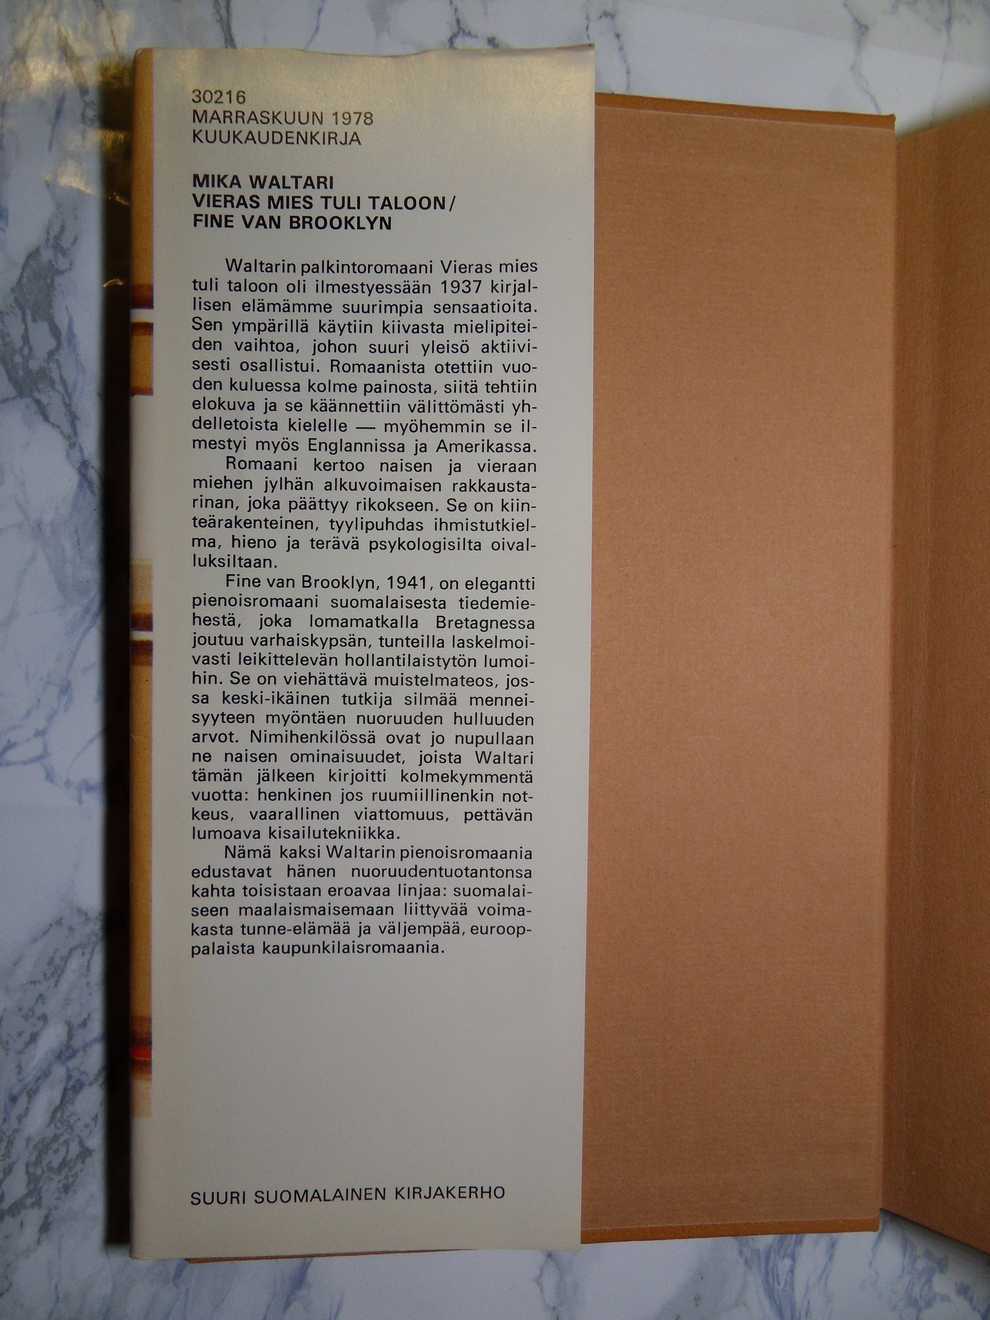 30216
MARRASKUUN 1978
KUUKAUDENKIRJA
MIKA WALTARI
VIERAS MIES TULI TALOON/
FINE VAN BROOKLYN
Waltarin palkintoromaani Vieras mies
tuli taloon oli ilmestyessään 1937 kirjal-
lisen elämämme suurimpia sensaatioita.
Sen ympärillä käytiin kiivasta mielipitei-
den vaihtoa, johon suuri yleisö aktiivi-
sesti osallistui. Romaanista otettiin vuo-
den kuluessa kolme painosta, siitä tehtiin
elokuva ja se käännettiin välittömästi yh-
delletoista kielelle — myöhemmin se il-
mestyi myös Englannissa ja Amerikassa.
Romaani kertoo naisen ja vieraan
miehen jylhän alkuvoimaisen rakkausta-
rinan, joka päättyy rikokseen. Se on kiin-
teärakenteinen, tyylipuhdas ihmistutkiel-
ma, hieno ja terävä psykologisilta oival-
luksiltaan.
Fine van Brooklyn, 1941, on elegantti
pienoisromaani suomalaisesta tiedemie-
hestä, joka lomamatkalla Bretagnessa
joutuu varhaiskypsän, tunteilla laskelmoi-
vasti leikittelevän hollantilaistytön lumoi-
hin. Se on viehättävä muistelmateos, jos-
sa keski-ikäinen tutkija silmää mennei-
syyteen myöntäen nuoruuden hulluuden
arvot. Nimihenkilössä ovat jo nupullaan
ne naisen ominaisuudet, joista Waltari
tämän jälkeen kirjoitti kolmekymmentä
vuotta: henkinen jos ruumiillinenkin not-
keus, vaarallinen viattomuus, pettävän
lumoava kisailutekniikka.
Nämä kaksi Waltarin pienoisromaania
edustavat hänen nuoruudentuotantonsa
kahta toisistaan eroavaa linjaa: suomalai-
seen maalaismaisemaan liittyvää voima-
kasta tunne-elämää ja väljempää, euroop-
palaista kaupunkilaisromaania.
SUURI SUOMALAINEN KIRJAKERHO